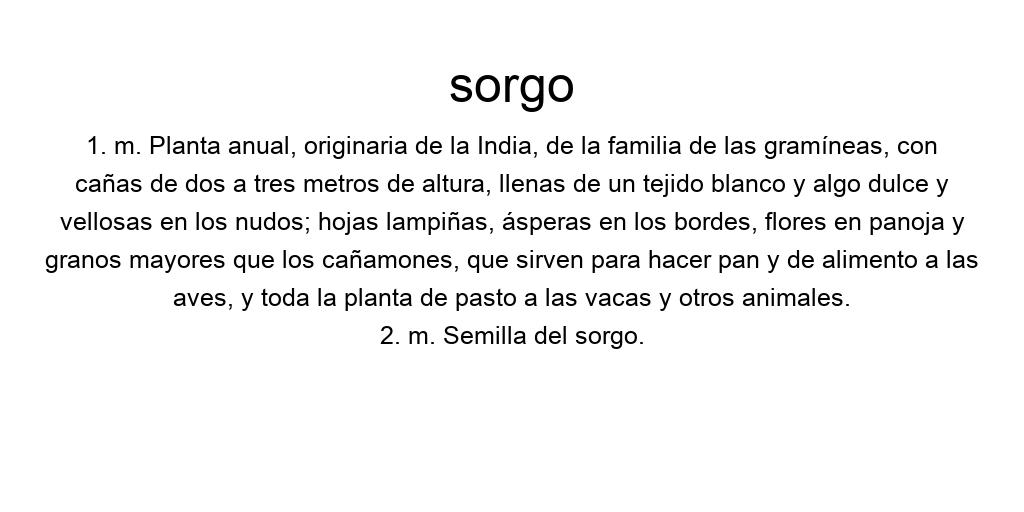 sorgo
1. m. Planta anual, originaria de la India, de la familia de las gramíneas, con
cañas de dos a tres metros de altura, llenas de un tejido blanco y algo dulce y
vellosas en los nudos; hojas lampiñas, ásperas en los bordes, flores en panoja y
granos mayores que los cañamones, que sirven para hacer pan y de alimento a las
aves, y toda la planta de pasto a las vacas y otros animales.
2. m. Semilla del sorgo.